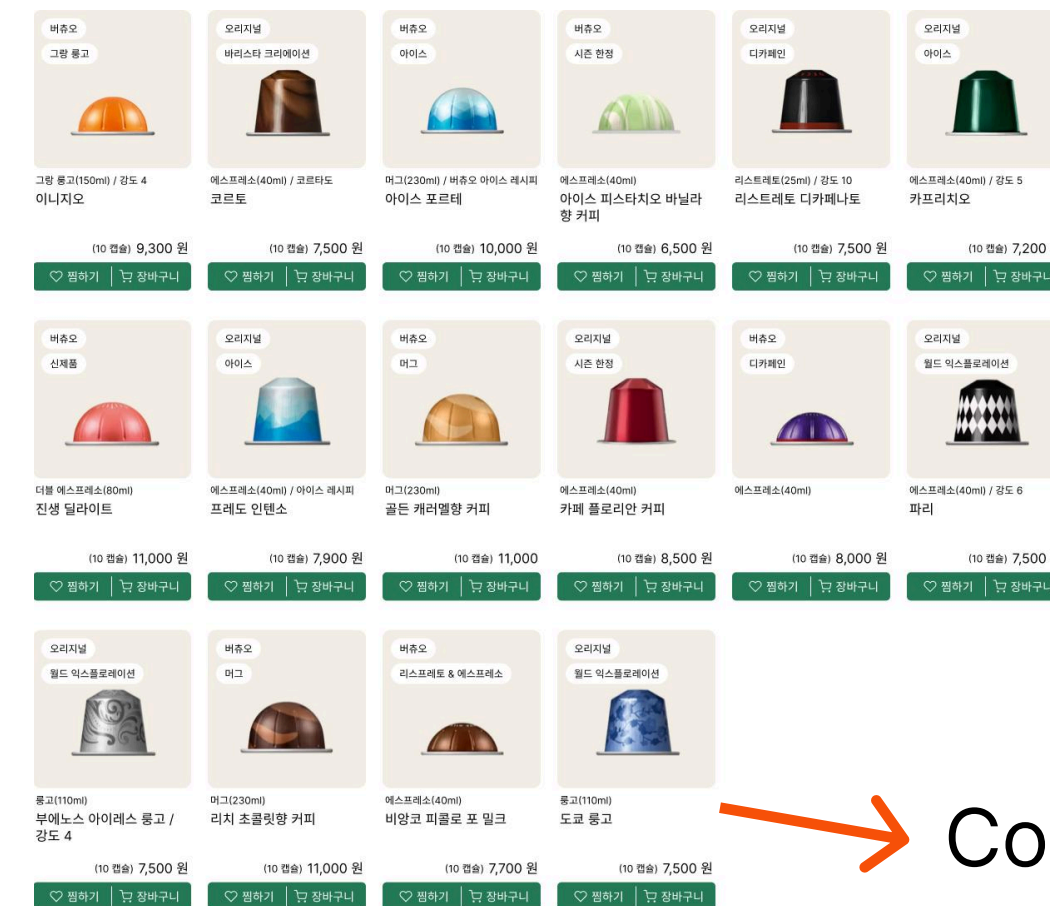 버츄오
그랑 룽고
그랑 룽고(150ml) / 강도 4
이니지오
(10 캡슐) 9,300 원
찜하기
장바구니
오리지널
바리스타 크리에이션
에스프레소(40ml) / 코르타도
코르토
(10 캡슐) 7,500 원
찜하기
장바구니
버츄오
아이스
머그(230ml) / 버츄오 아이스 레시피
아이스 포르테
(10 캡슐) 10,000 원
찜하기
장바구니
버츄오
시즌 한정
에스프레소(40ml)
아이스 피스타치오 바닐라
향 커피
(10 캡슐) 6,500 원
찜하기
장바구니
오리지널
디카페인
리스트레토(25ml) / 강도 10
리스트레토 디카페나토
(10 캡슐) 7,500 원
찜하기
장바구니
오리지널
아이스
에스프레소(40ml) / 강도 5
카프리치오
(10 캡슐) 7,200
찜하기
장바구니
버츄오
신제품
더블 에스프레소(80ml)
진생 딜라이트
(10 캡슐) 11,000 원
찜하기
장바구니
오리지널
아이스
에스프레소(40ml) / 아이스 레시피
프레도 인텐소
(10 캡슐) 7,900 원
찜하기
장바구니
버츄오
머그
머그(230ml)
골든 캐러멜향 커피
(10 캡슐) 11,000
찜하기
장바구니
오리지널
시즌 한정
에스프레소(40ml)
카페 플로리안 커피
(10 캡슐) 8,500 원
찜하기
장바구니
버츄오
디카페인
에스프레소(40ml)
(10 캡슐) 8,000 원
찜하기
장바구니
오리지널
월드 익스플로레이션
에스프레소(40ml) / 강도 6
파리
(10 캡슐) 7,500
찜하기
장바구니
오리지널
월드 익스플로레이션
룽고(110ml)
부에노스 아이레스 룽고 /
강도 4
(10 캡슐) 7,500 원
찜하기
장바구니
버츄오
머그
머그(230ml)
리치 초콜릿향 커피
(10 캡슐) 11,000 원
찜하기
장바구니
버츄오
리스프레토 & 에스프레소
에스프레소(40ml)
비앙코 피콜로 포 밀크
(10 캡슐) 7,700 원
찜하기
장바구니
오리지널
월드 익스플로레이션
룽고(110ml)
도쿄 룽고
(10 캡슐) 7,500 원
찜하기
장바구니
Co